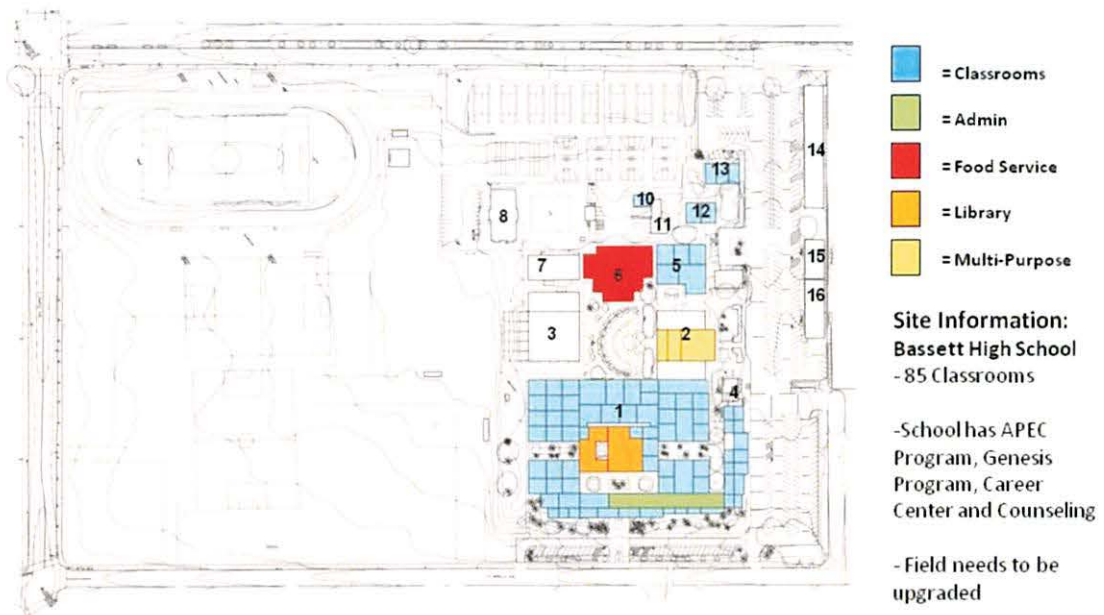 = Classrooms
= Admin
= Food Service
= Library
= Multi-Purpose
Site Information:
Bassett High School
- 85 Classrooms
-School has APEC
Program, Genesis
Program, Career
Center and Counseling
- Field needs to be
upgraded
14
13
10
12
8
11
15
7
6
5
16
3
2
4
1